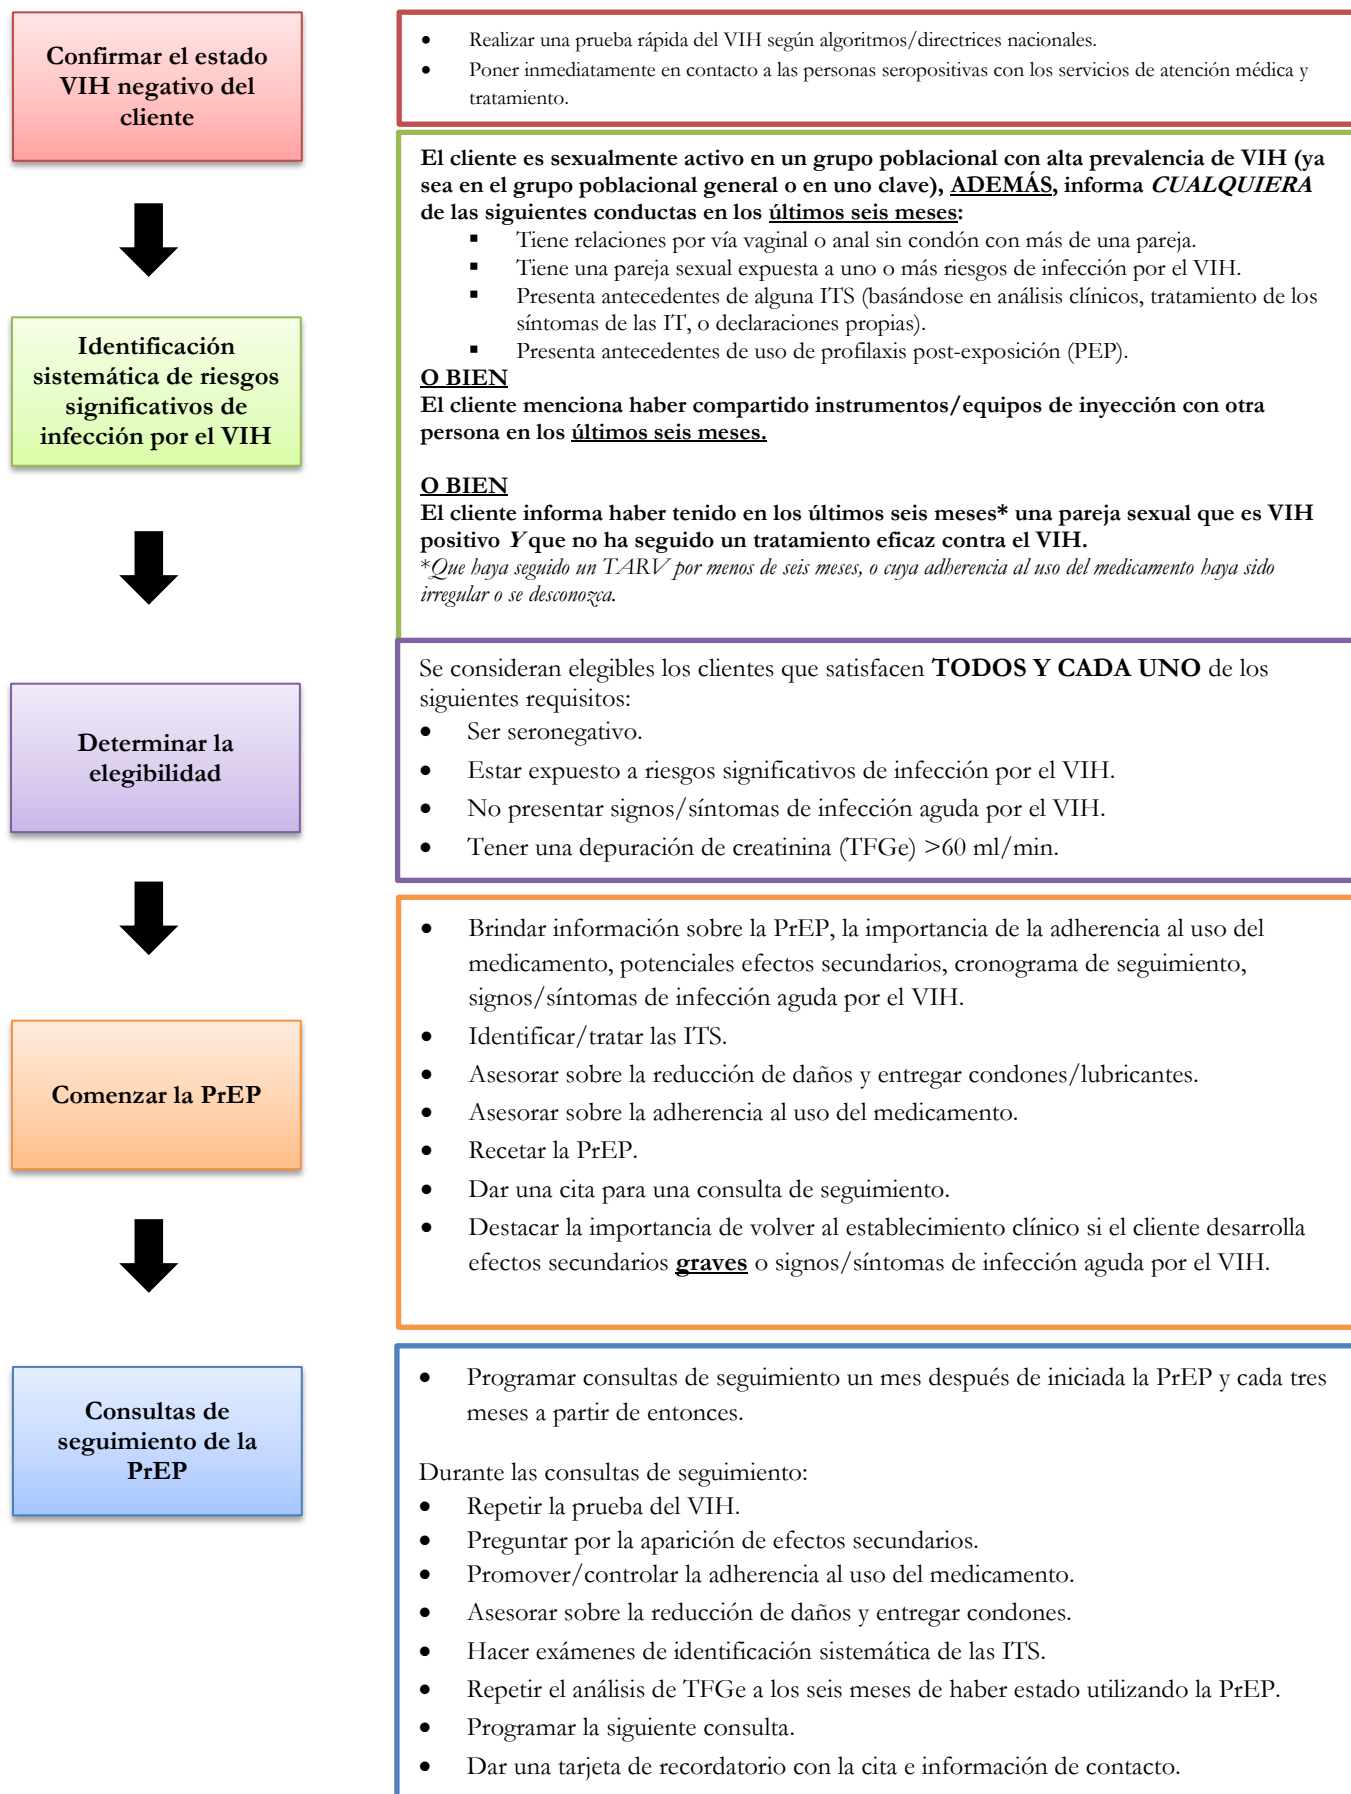 Confirmar el estado
VIH negativo del
cliente
• Realizar una prueba rápida del VIH según algoritmos/directrices nacionales.
• Poner inmediatamente en contacto a las personas seropositivas con los servicios de atención médica y
tratamiento.
Identificación
sistemática de riesgos
significativos de
infección por el VIH
El cliente es sexualmente activo en un grupo poblacional con alta prevalencia de VIH (ya
sea en el grupo poblacional general o en uno clave), ADEMÁS, informa CUALQUIERA
de las siguientes conductas en los últimos seis meses:
▪ Tiene relaciones por vía vaginal o anal sin condón con más de una pareja.
▪ Tiene una pareja sexual expuesta a uno o más riesgos de infección por el VIH.
▪ Presenta antecedentes de alguna ITS (basándose en análisis clínicos, tratamiento de los
síntomas de las IT, o declaraciones propias).
▪ Presenta antecedentes de uso de profilaxis post-exposición (PEP).
O BIEN
El cliente menciona haber compartido instrumentos/equipos de inyección con otra
persona en los últimos seis meses.
O BIEN
El cliente informa haber tenido en los últimos seis meses* una pareja sexual que es VIH
positivo Y que no ha seguido un tratamiento eficaz contra el VIH.
*Que haya seguido un TARV por menos de seis meses, o cuya adherencia al uso del medicamento haya sido
irregular o se desconozca.
Determinar la
elegibilidad
Se consideran elegibles los clientes que satisfacen TODOS Y CADA UNO de los
siguientes requisitos:
• Ser seronegativo.
• Estar expuesto a riesgos significativos de infección por el VIH.
• No presentar signos/síntomas de infección aguda por el VIH.
• Tener una depuración de creatinina (TFGe) >60 ml/min.
Comenzar la PrEP
• Brindar información sobre la PrEP, la importancia de la adherencia al uso del
medicamento, potenciales efectos secundarios, cronograma de seguimiento,
signos/síntomas de infección aguda por el VIH.
• Identificar/tratar las ITS.
• Asesorar sobre la reducción de daños y entregar condones/lubricantes.
• Asesorar sobre la adherencia al uso del medicamento.
• Recetar la PrEP.
• Dar una cita para una consulta de seguimiento.
• Destacar la importancia de volver al establecimiento clínico si el cliente desarrolla
efectos secundarios graves o signos/síntomas de infección aguda por el VIH.
Consultas de
seguimiento de la
PrEP
• Programar consultas de seguimiento un mes después de iniciada la PrEP y cada tres
meses a partir de entonces.
Durante las consultas de seguimiento:
• Repetir la prueba del VIH.
• Preguntar por la aparición de efectos secundarios.
• Promover/controlar la adherencia al uso del medicamento.
• Asesorar sobre la reducción de daños y entregar condones.
• Hacer exámenes de identificación sistemática de las ITS.
• Repetir el análisis de TFGe a los seis meses de haber estado utilizando la PrEP.
• Programar la siguiente consulta.
• Dar una tarjeta de recordatorio con la cita e información de contacto.